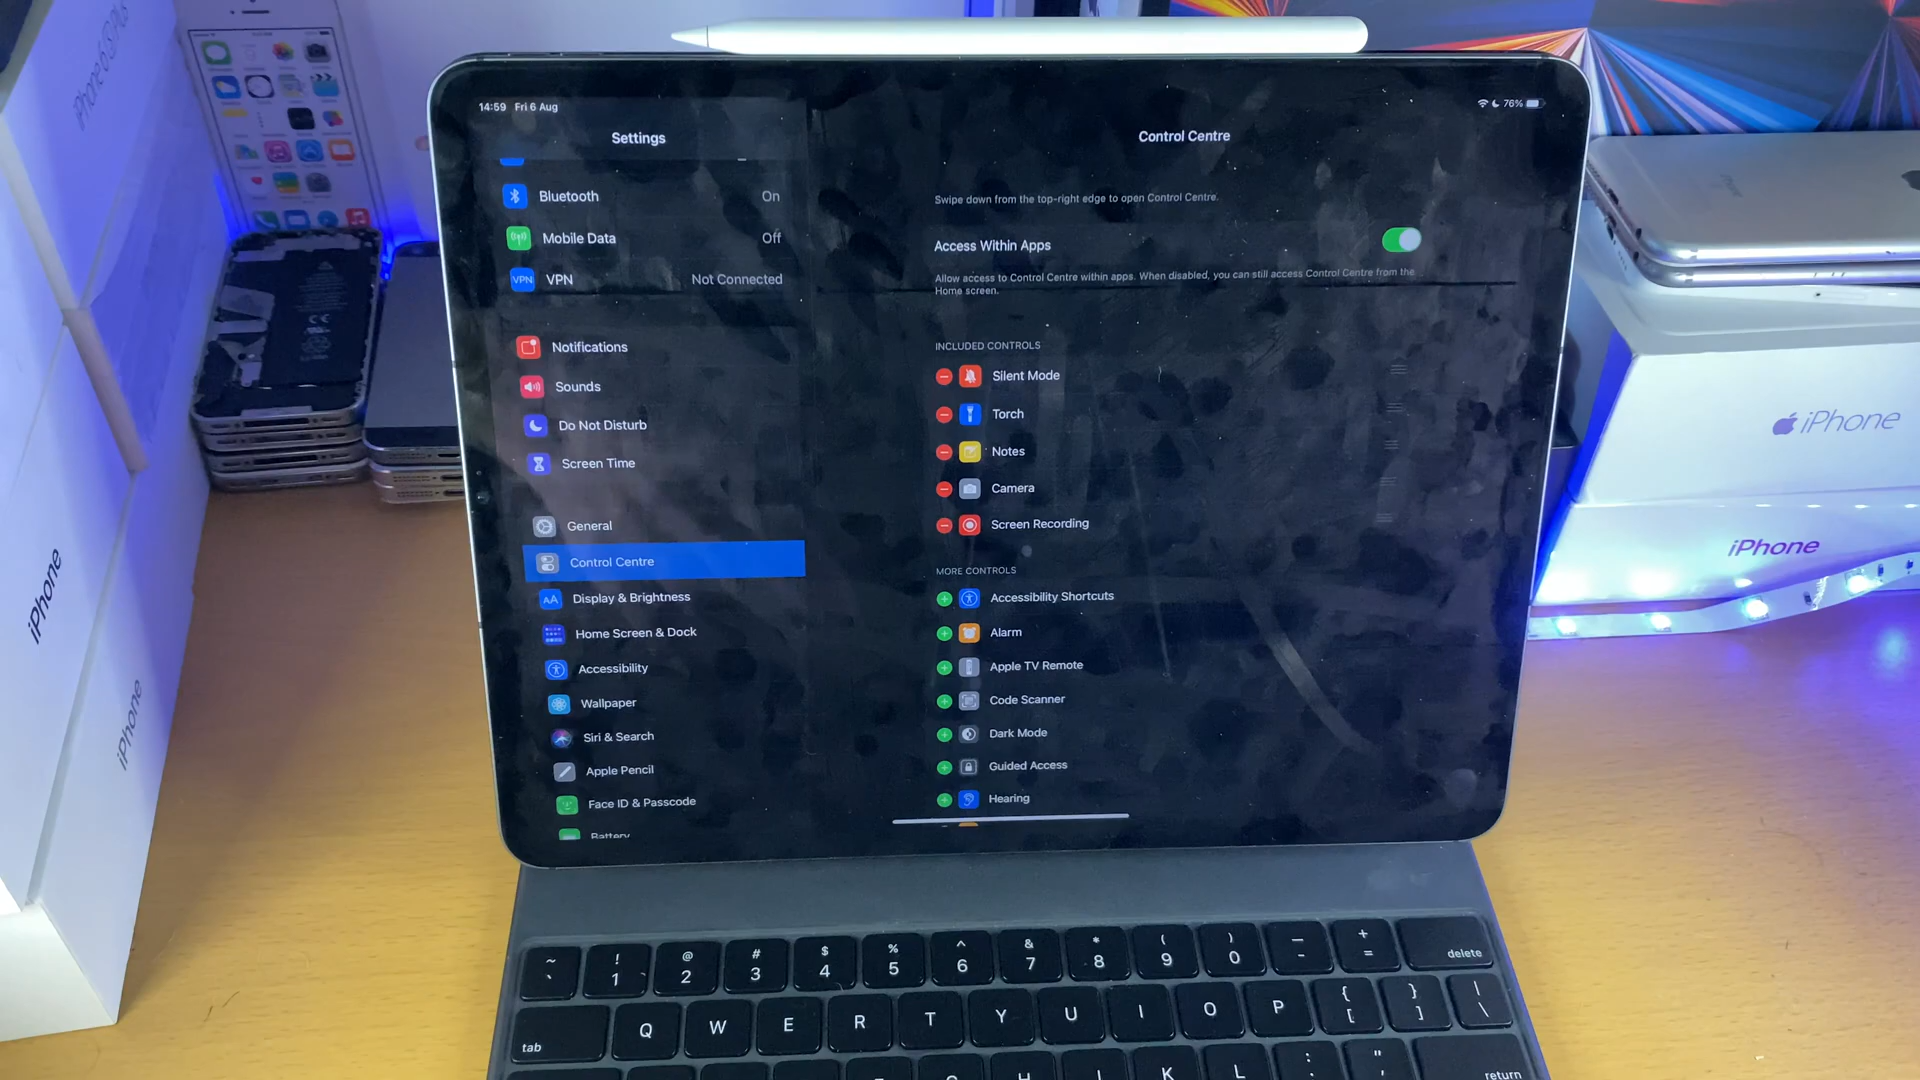 iPhone 6s Plus
iPhone
iPhone
14:59 Fri 6 Aug
76%
Settings
Bluetooth On
Mobile Data Off
VPN VPN Not Connected
Notifications
Sounds
Do Not Disturb
Screen Time
General
Control Centre
AA Display & Brightness
Home Screen & Dock
Accessibility
Wallpaper
Siri & Search
Apple Pencil
Face ID & Passcode
Battery
Control Centre
Swipe down from the top-right edge to open Control Centre.
Access Within Apps
Allow access to Control Centre within apps. When disabled, you can still access Control Centre from the
Home screen.
INCLUDED CONTROLS
Silent Mode
Torch
Notes
Camera
Screen Recording
MORE CONTROLS
Accessibility Shortcuts
Alarm
Apple TV Remote
Code Scanner
Dark Mode
Guided Access
Hearing
iPhone
iPhone
~ ! @ # $ % ^ & * ( ) — +
` 1 2 3 4 5 6 7 8 9 0 - = delete
{ } |
tab Q W E R T Y U I O P [ ] \
: "
K L ; return